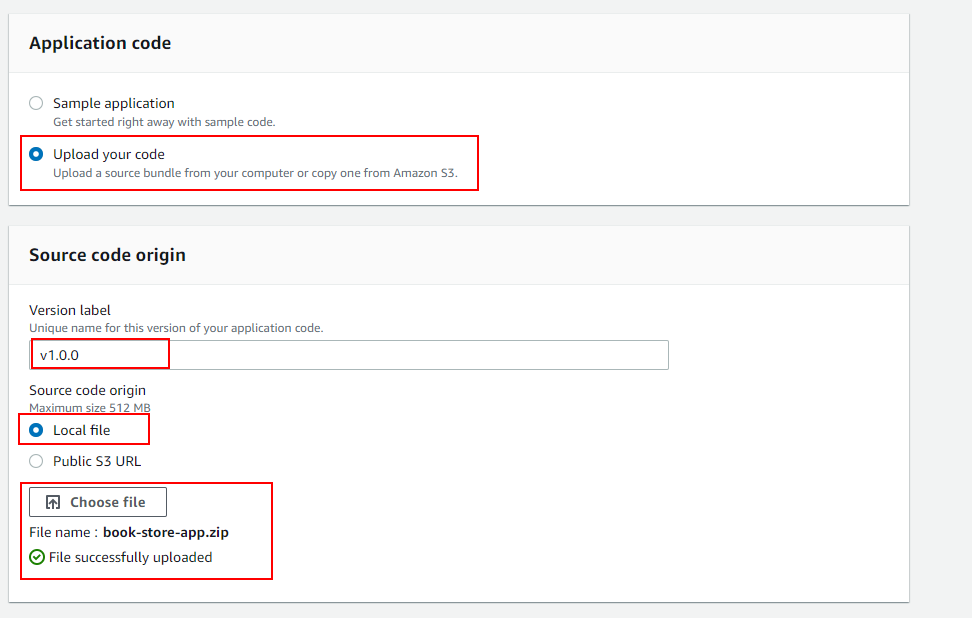 Application code
Sample application
Get started right away with sample code.
Upload your code
Upload a source bundle from your computer or copy one from Amazon S3.
Source code origin
Version label
Unique name for this version of your application code.
v1.0.0
Source code origin
Maximum size 512 MB
Local file
Public S3 URL
Choose file
File name : book-store-app.zip
File successfully uploaded